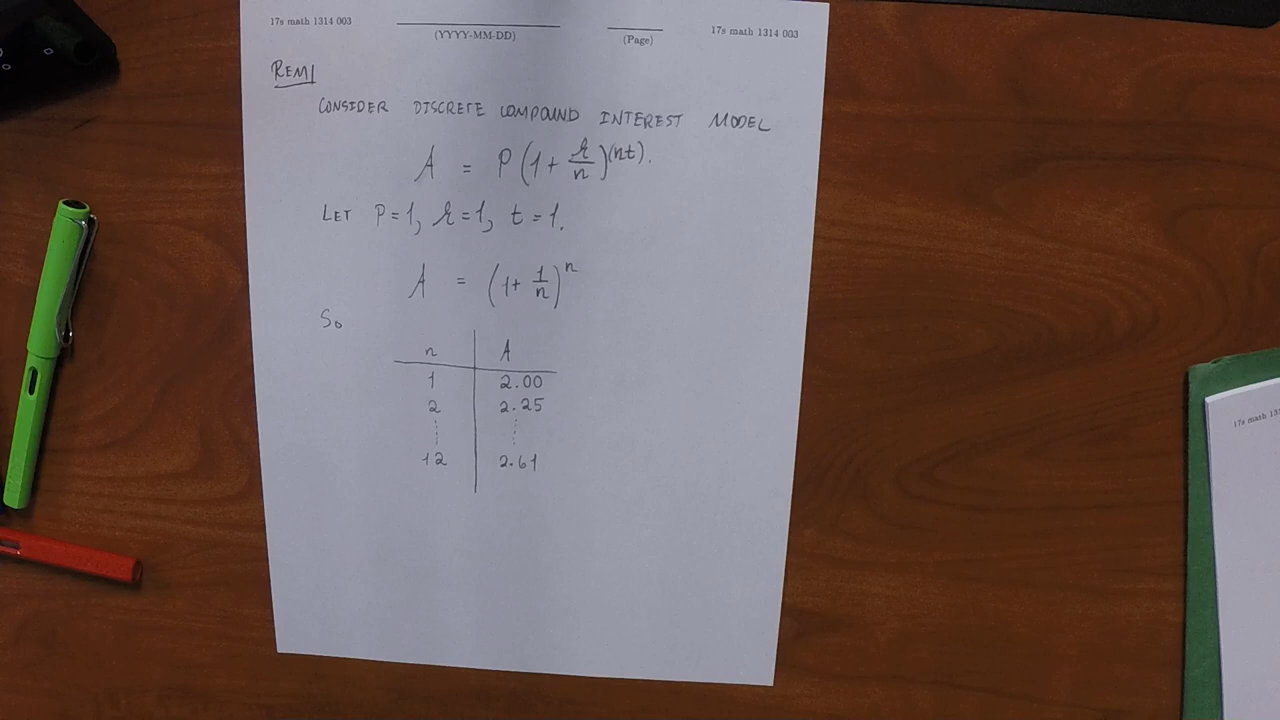 17s math 1314 003 (YYYY-MM-DD) (Page) 17s math 1314 003
REM
CONSIDER DISCRETE COMPOUND INTEREST MODEL
A = P(1 + r/n)^(nt).
LET P=1, r=1, t=1.
A = (1 + 1/n)^n
So
n A
1 2.00
2 2.25
12 2.61
17s math